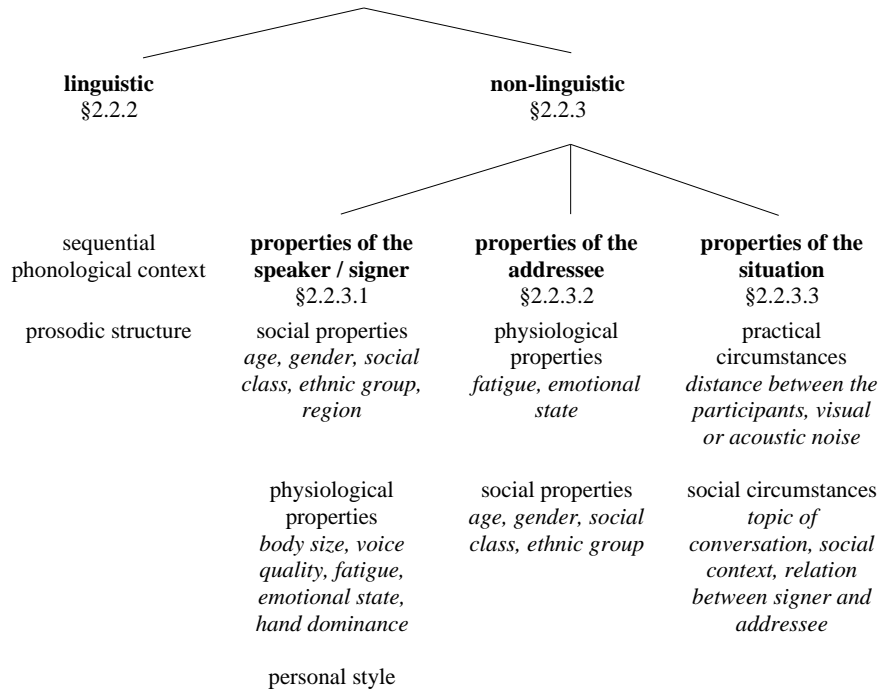 linguistic
§2.2.2
non-linguistic
§2.2.3
sequential
phonological context
prosodic structure
properties of the
speaker / signer
§2.2.3.1
social properties
age, gender, social
class, ethnic group,
region
physiological
properties
body size, voice
quality, fatigue,
emotional state,
hand dominance
personal style
properties of the
addressee
§2.2.3.2
physiological
properties
fatigue, emotional
state
social properties
age, gender, social
class, ethnic group
properties of the
situation
§2.2.3.3
practical
circumstances
distance between the
participants, visual
or acoustic noise
social circumstances
topic of
conversation, social
context, relation
between signer and
addressee